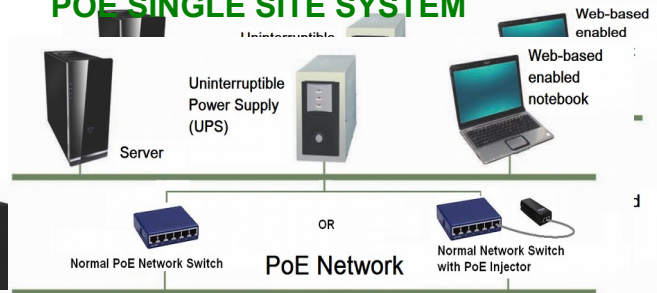 POE SINGLE SITE SYSTEM
Web-based
enabled
Uninterruptible
Web-based
enabled
notebook
Uninterruptible
Power Supply
(UPS)
Server
OR
Normal PoE Network Switch
PoE Network
Normal Network Switch
with PoE Injector
d